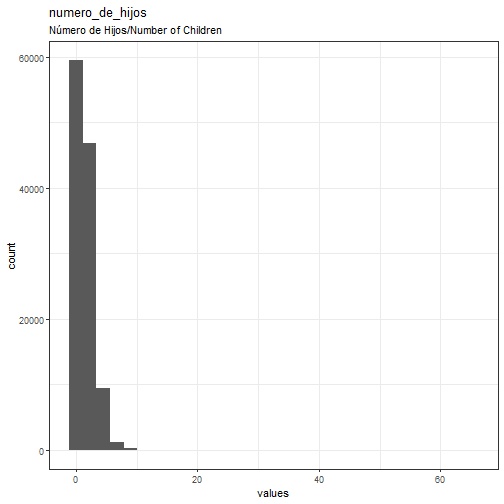 numero_de_hijos
Número de Hijos/Number of Children
60000
40000
20000
0
count
0 20 40 60
values